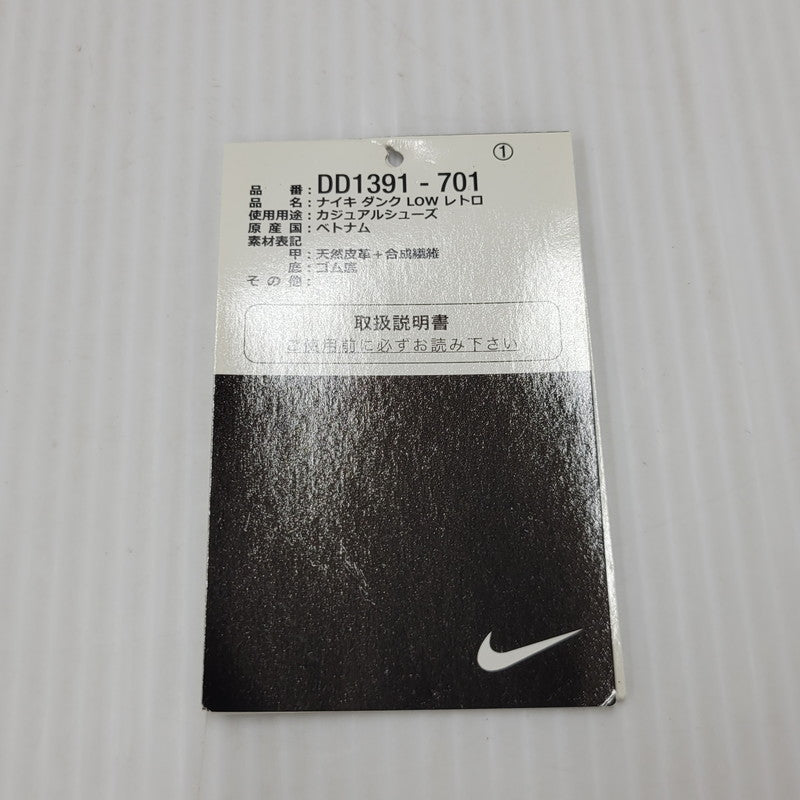 ①
品番：DD1391 - 701
品名：ナイキ ダンク LOW レトロ
使用用途：カジュアルシューズ
原産国：ベトナム
素材表記
甲：天然皮革＋合成繊維
底：ゴム底
その他：
取扱説明書
ご使用前に必ずお読み下さい